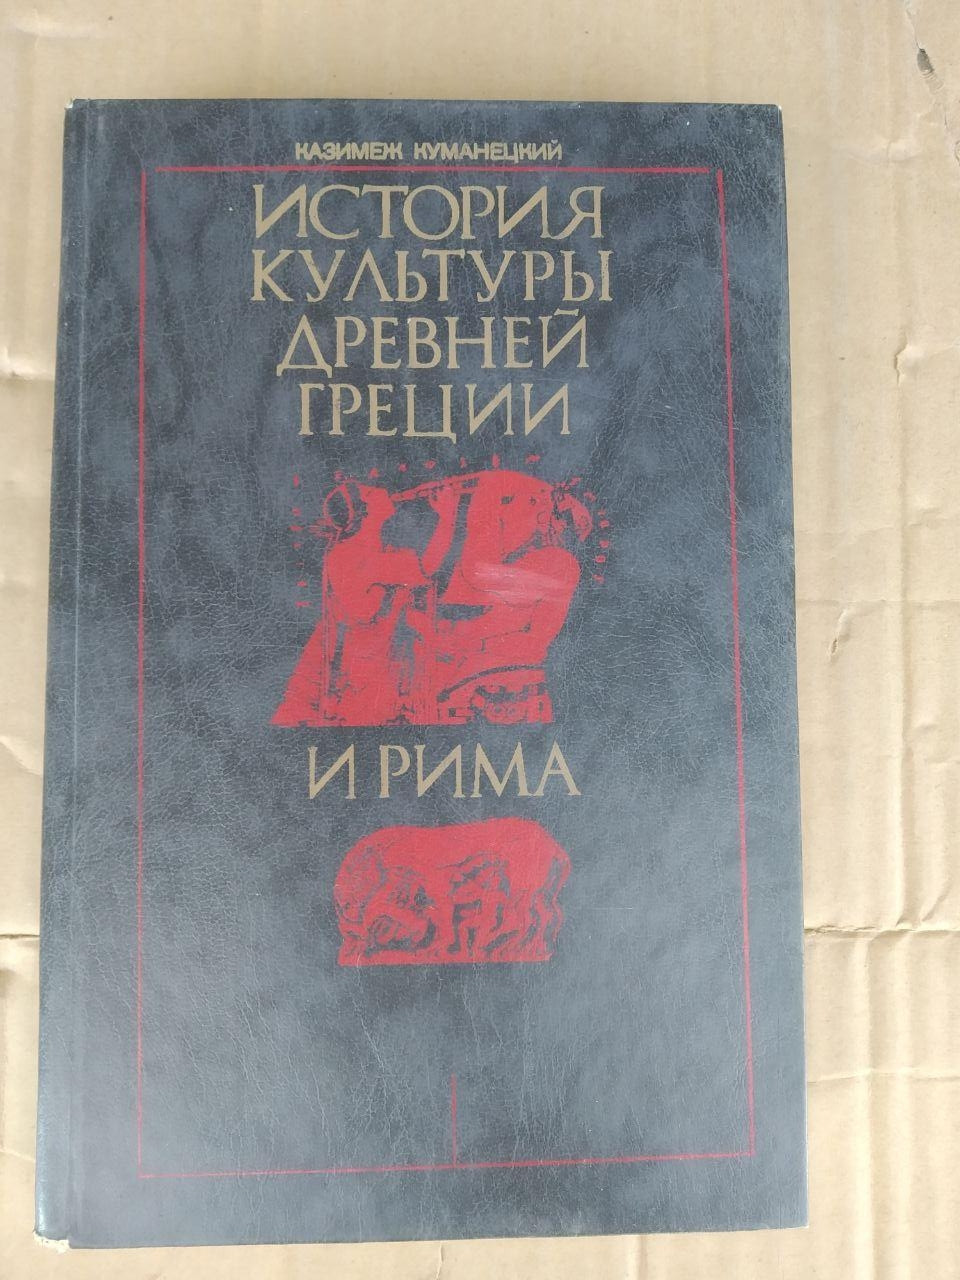 КАЗИМЕЖ КУМАНЕЦКИЙ
ИСТОРИЯ
КУЛЬТУРЫ
ДРЕВНЕЙ
ГРЕЦИИ
И РИМА